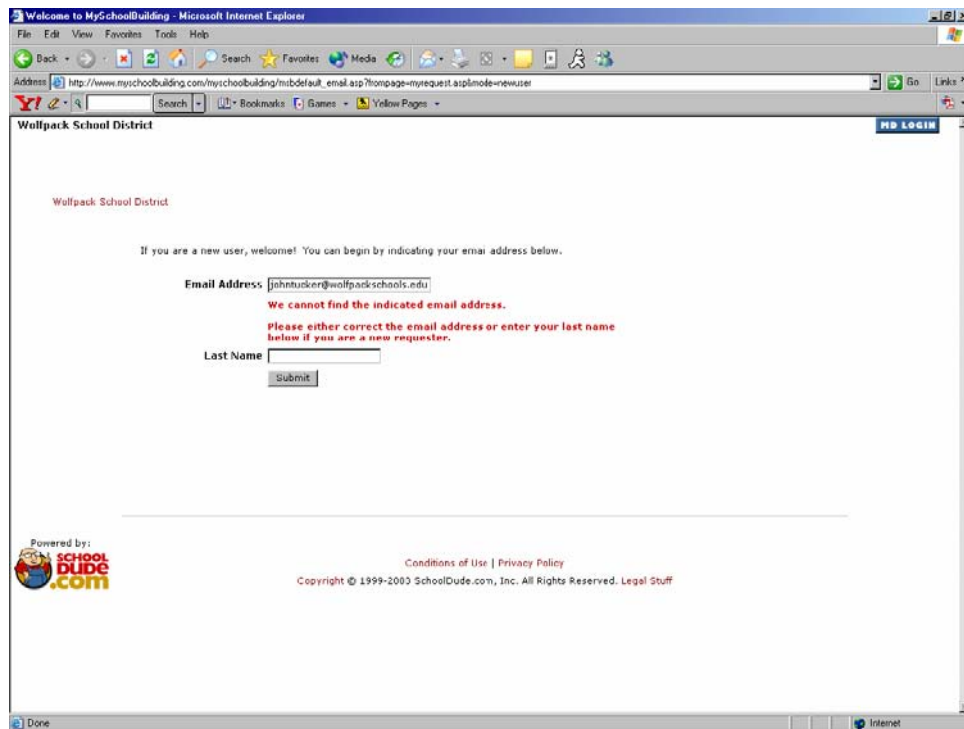 Welcome to MySchoolBuilding - Microsoft Internet Explorer
File Edit View Favorites Tools Help
Back Search Favorites Media
Address http://www.myschoolbuilding.com/myschoolbuilding/msbdefault_email.asp?frompage=myrequest.asp&mode=newuser Go Links
Y! Search Bookmarks Games Yellow Pages
Wolfpack School District MD LOGIN
Wolfpack School District
If you are a new user, welcome! You can begin by indicating your email address below.
Email Address johntucker@wolfpackschools.edu
We cannot find the indicated email address.
Please either correct the email address or enter your last name
below if you are a new requester.
Last Name
Submit
Powered by:
SCHOOL
DUDE
.COM
Conditions of Use | Privacy Policy
Copyright © 1999-2003 SchoolDude.com, Inc. All Rights Reserved. Legal Stuff
Done Internet